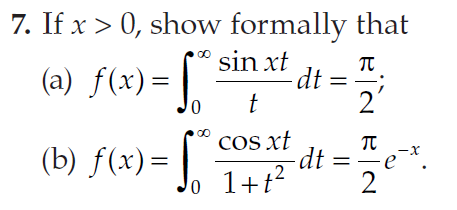 7. If x > 0, show formally that
(a) f(x) = ∫₀^∞ (sin xt)/t dt = π/2;
(b) f(x) = ∫₀^∞ (cos xt)/(1+t²) dt = π/2 e⁻ˣ.